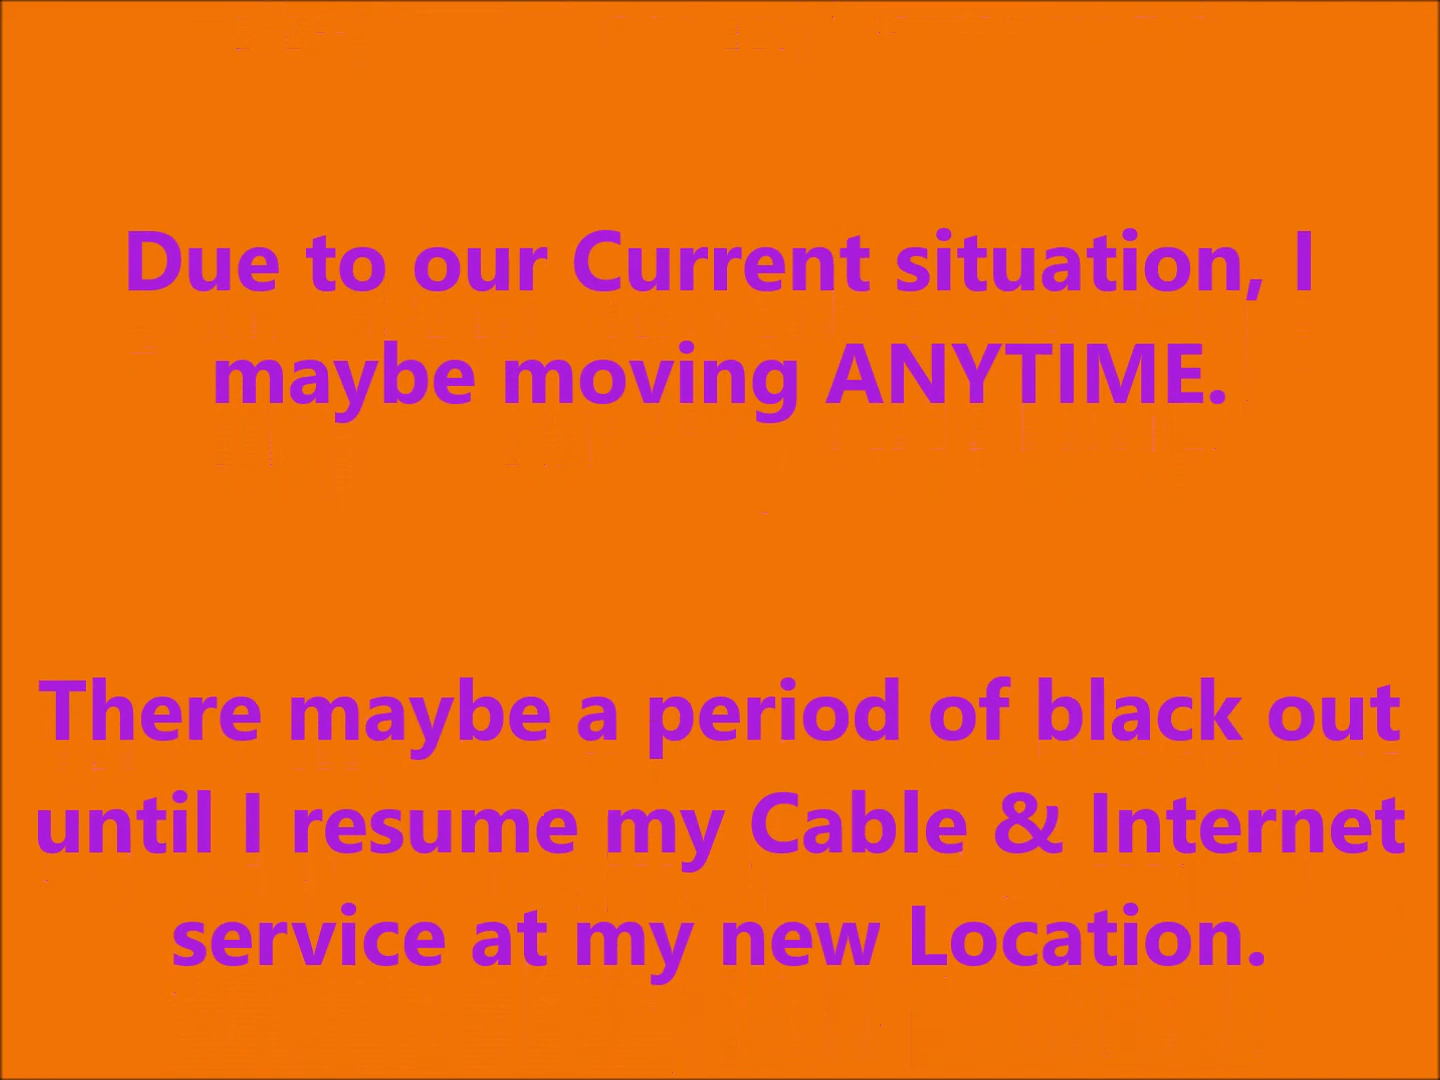 Due to our Current situation, I
maybe moving ANYTIME.
There maybe a period of black out
until I resume my Cable & Internet
service at my new Location.